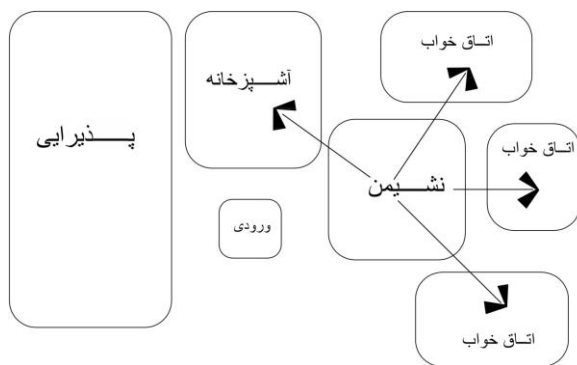 اتاق خواب
آشپزخانه
پذیرایی
اتاق خواب
نشیمن
ورودی
اتاق خواب